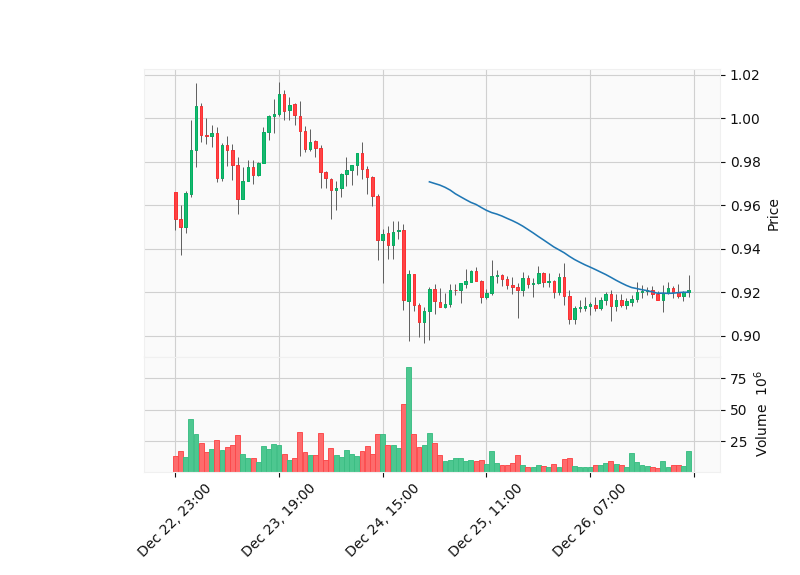 1.02
1.00
0.98
0.96
0.94
0.92
0.90
Price
75
50
25
Volume 10⁶
Dec 22, 23:00
Dec 23, 19:00
Dec 24, 15:00
Dec 25, 11:00
Dec 26, 07:00